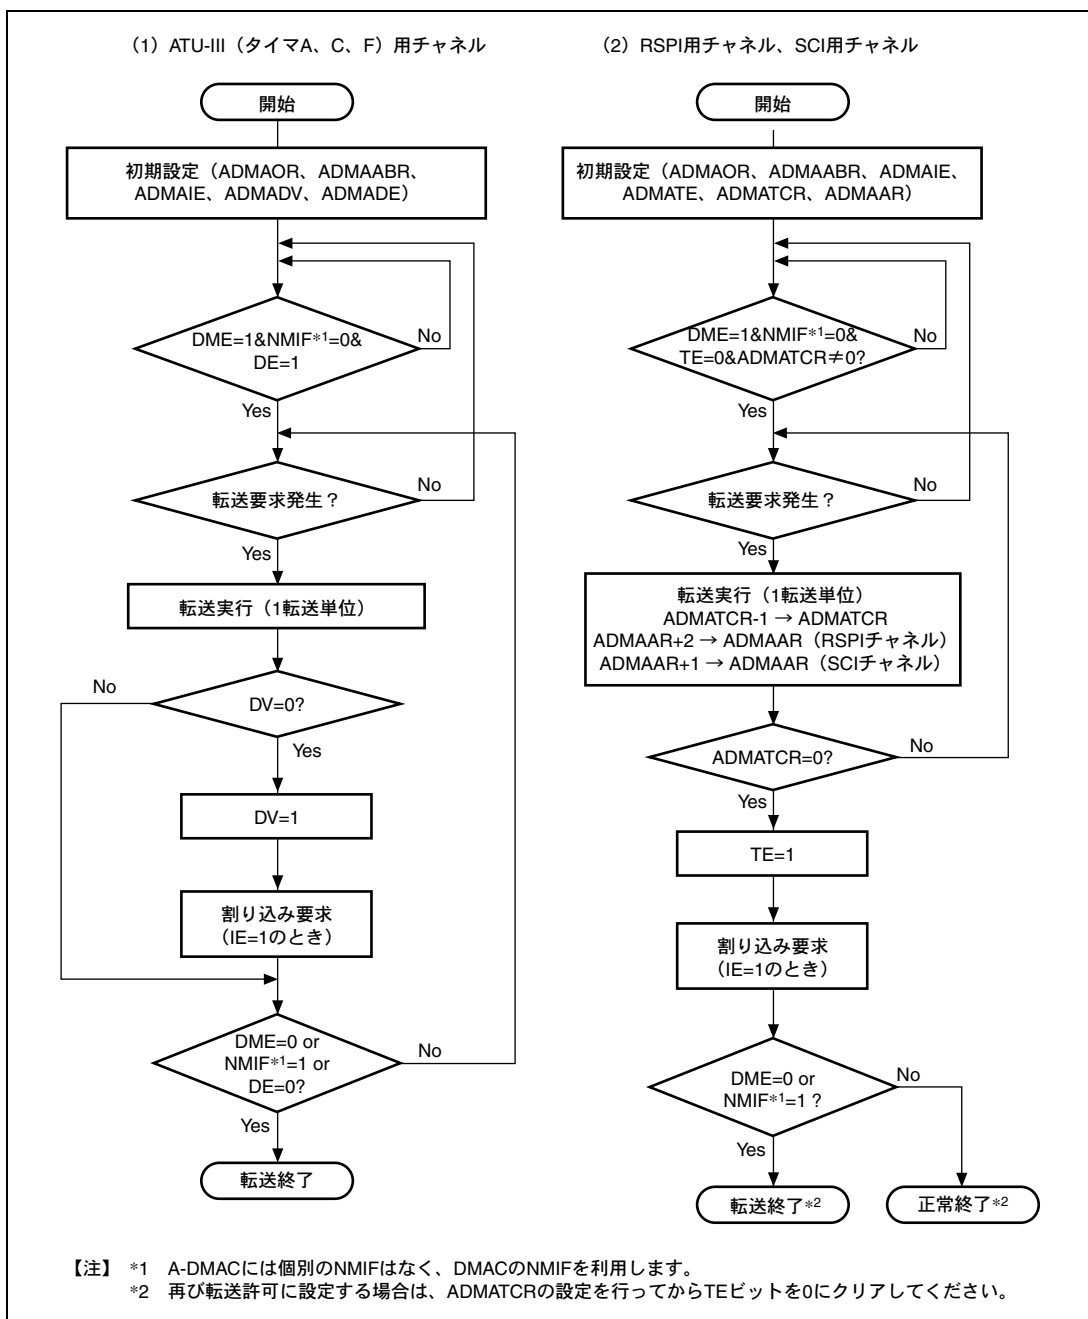 (1) ATU-III(タイマA、C、F)用チャネル
開始
初期設定(ADMAOR、ADMAABR、
ADMAIE、ADMADV、ADMADE)
DME=1&NMIF*1=0&
DE=1
No
Yes
転送要求発生?
No
Yes
転送実行(1転送単位)
DV=0?
No
Yes
DV=1
割り込み要求
(IE=1のとき)
DME=0 or
NMIF*1=1 or
DE=0?
No
Yes
転送終了
(2) RSPI用チャネル、SCI用チャネル
開始
初期設定(ADMAOR、ADMAABR、ADMAIE、
ADMATE、ADMATCR、ADMAAR)
DME=1&NMIF*1=0&
TE=0&ADMATCR≠0?
No
Yes
転送要求発生?
No
Yes
転送実行(1転送単位)
ADMATCR-1 → ADMATCR
ADMAAR+2 → ADMAAR(RSPIチャネル)
ADMAAR+1 → ADMAAR(SCIチャネル)
ADMATCR=0?
No
Yes
TE=1
割り込み要求
(IE=1のとき)
DME=0 or
NMIF*1=1 ?
No
Yes
転送終了*2
正常終了*2
【注】 *1 A-DMACには個別のNMIFはなく、DMACのNMIFを利用します。
*2 再び転送許可に設定する場合は、ADMATCRの設定を行ってからTEビットを0にクリアしてください。